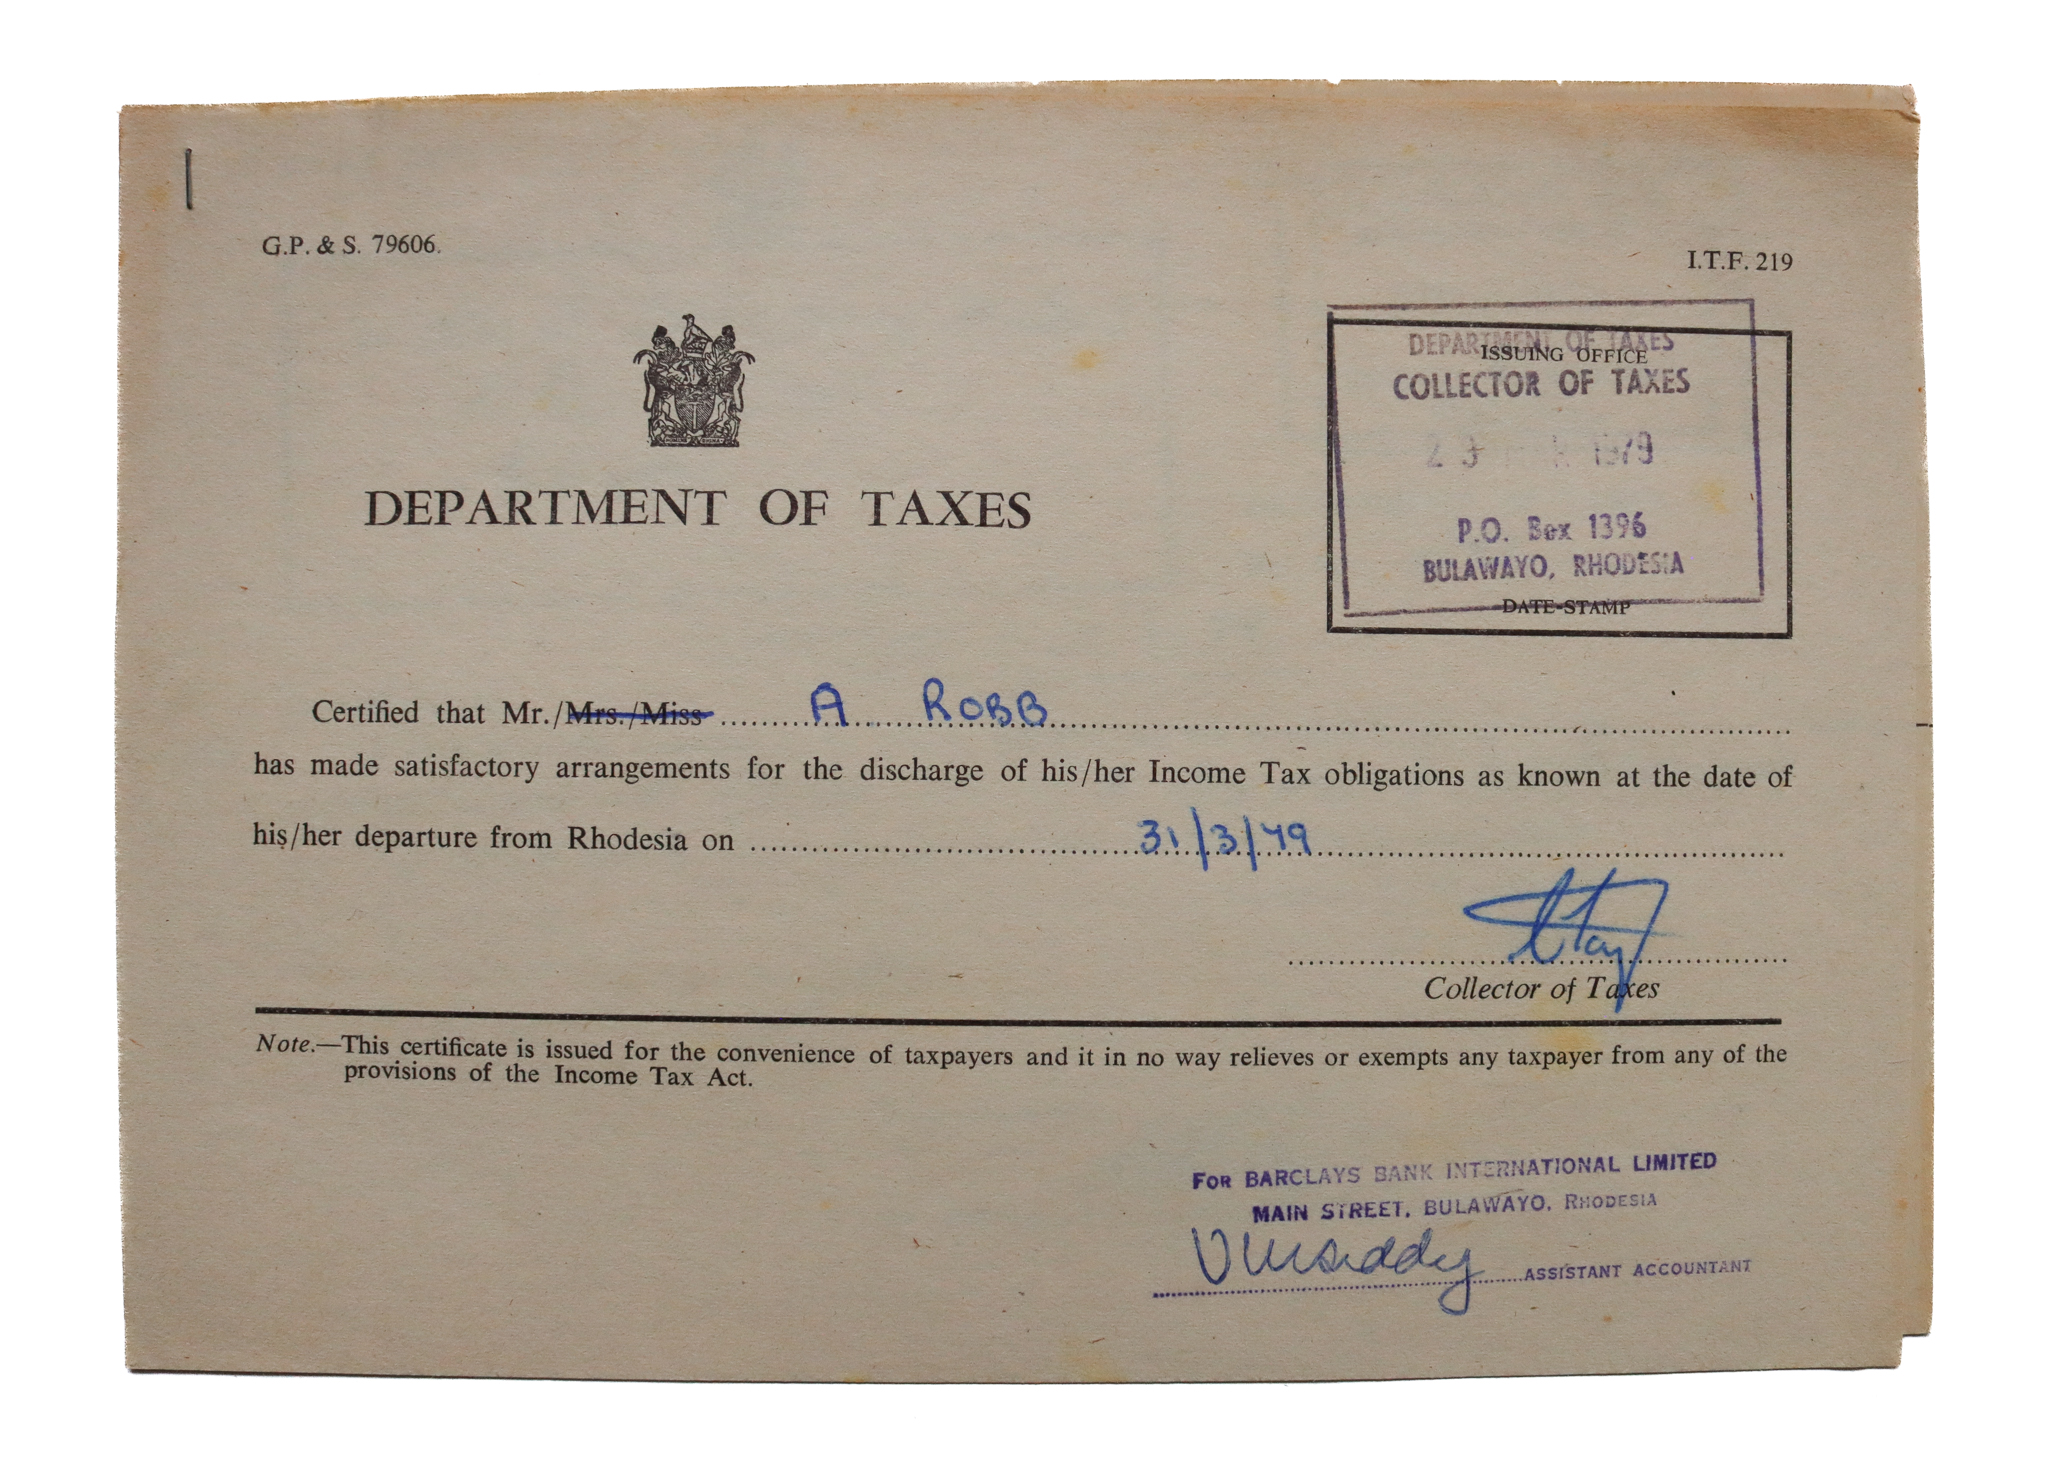 G.P. & S. 79606.
I.T.F. 219
DEPARTMENT OF TAXES
ISSUING OFFICE
COLLECTOR OF TAXES
1979
P.O. Box 1396
BULAWAYO, RHODESIA
DATE-STAMP
DEPARTMENT OF TAXES
Certified that Mr./Mrs./Miss A ROBB
has made satisfactory arrangements for the discharge of his/her Income Tax obligations as known at the date of
his/her departure from Rhodesia on 31/3/79
Collector of Taxes
Note.—This certificate is issued for the convenience of taxpayers and it in no way relieves or exempts any taxpayer from any of the
provisions of the Income Tax Act.
FOR BARCLAYS BANK INTERNATIONAL LIMITED
MAIN STREET, BULAWAYO, RHODESIA
ASSISTANT ACCOUNTANT